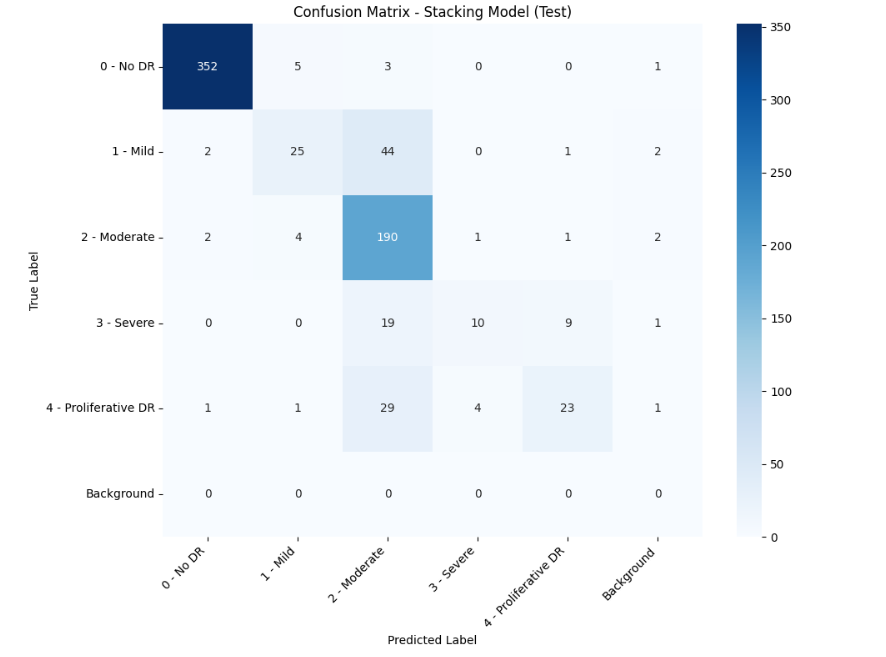 Confusion Matrix - Stacking Model (Test)
True Label
0 - No DR 352 5 3 0 0 1
1 - Mild 2 25 44 0 1 2
2 - Moderate 2 4 190 1 1 2
3 - Severe 0 0 19 10 9 1
4 - Proliferative DR 1 1 29 4 23 1
Background 0 0 0 0 0 0
0 - No DR 1 - Mild 2 - Moderate 3 - Severe 4 - Proliferative DR Background
Predicted Label
350
300
250
200
150
100
50
0